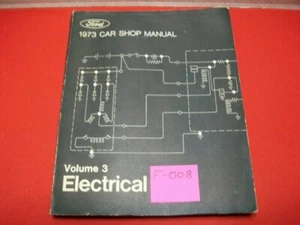 Ford
1973 CAR SHOP MANUAL
Volume 3
Electrical
F-008